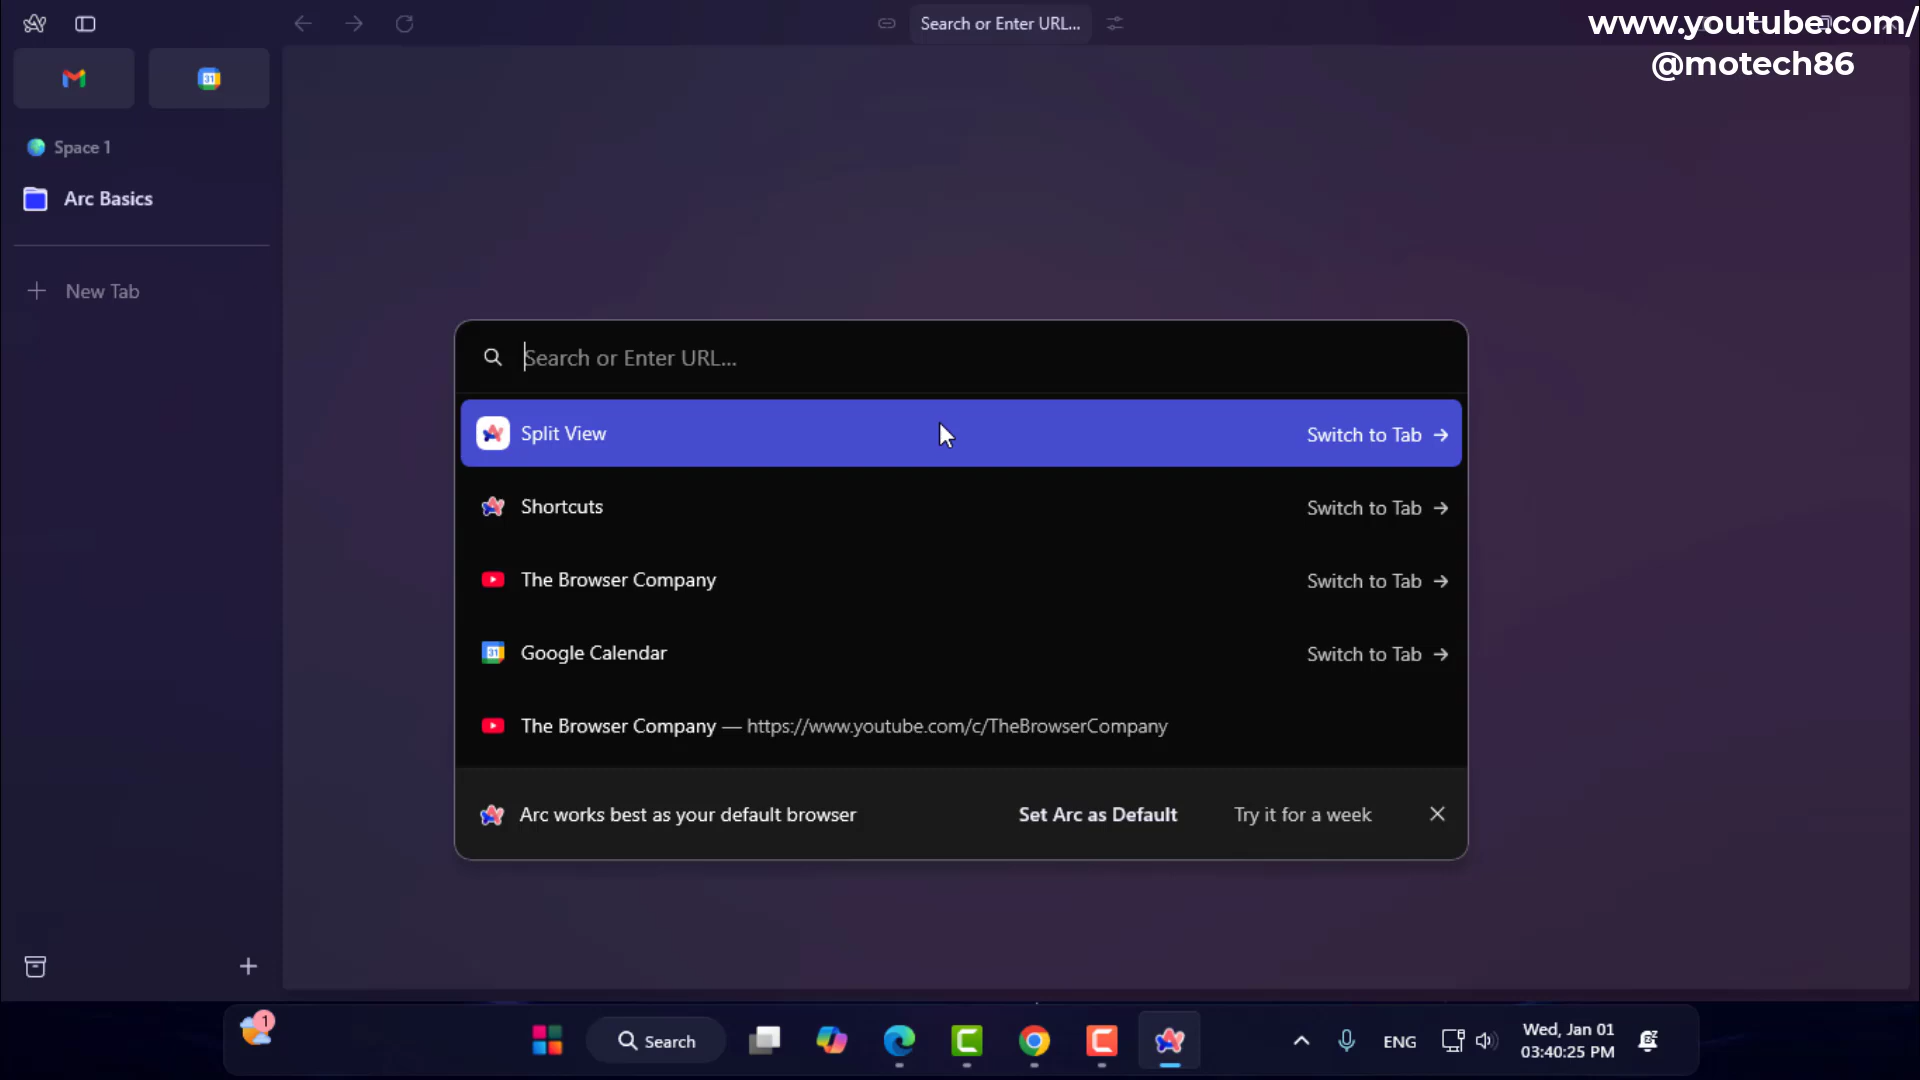 Search or Enter URL...
www.youtube.com/
@motech86
31
Space 1
Arc Basics
New Tab
Search or Enter URL...
Split View
Switch to Tab
Shortcuts
Switch to Tab
The Browser Company
Switch to Tab
31
Google Calendar
Switch to Tab
The Browser Company — https://www.youtube.com/c/TheBrowserCompany
Arc works best as your default browser
Set Arc as Default
Try it for a week
1
Search
ENG
Wed, Jan 01
03:40:25 PM